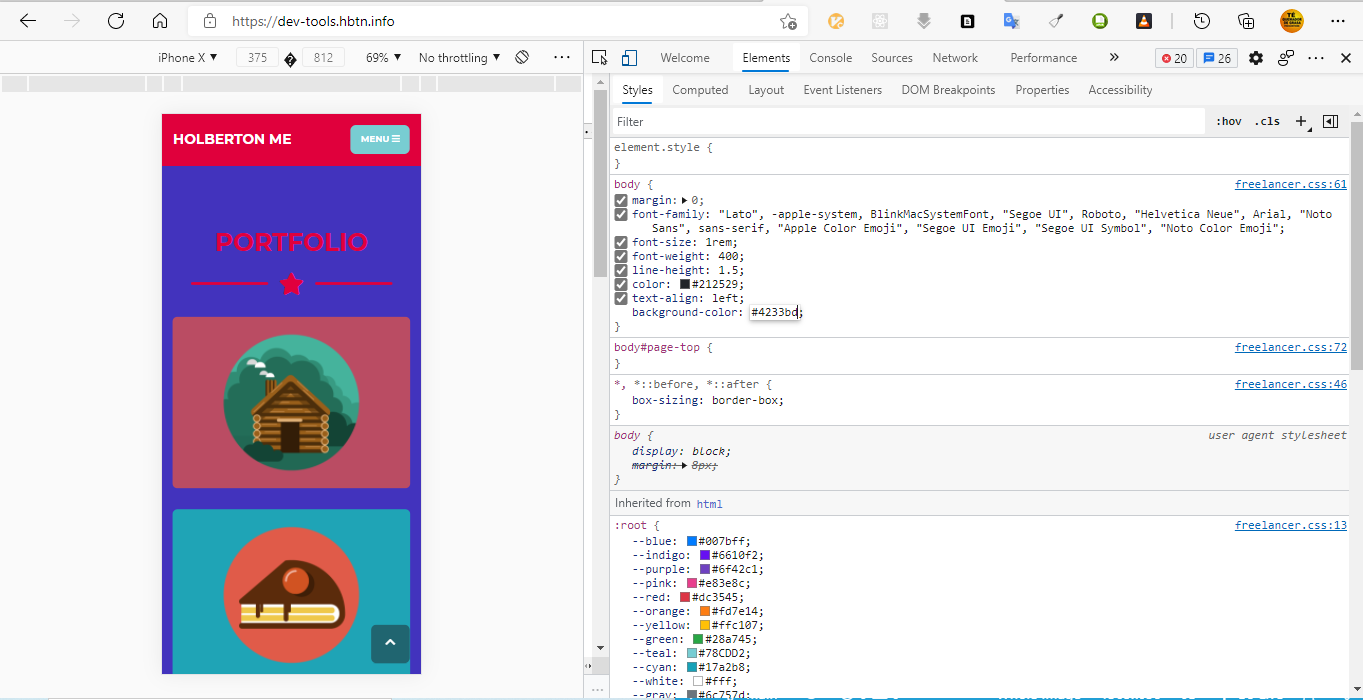 https://dev-tools.hbtn.info
iPhone X ▼ 375 812 69% ▼ No throttling ▼ ···
Welcome Elements Console Sources Network Performance » 20 26 ···
Styles Computed Layout Event Listeners DOM Breakpoints Properties Accessibility
Filter :hov .cls +
HOLBERTON ME
MENU
PORTFOLIO
element.style {
}
body { freelancer.css:61
margin: ▶ 0;
font-family: "Lato", -apple-system, BlinkMacSystemFont, "Segoe UI", Roboto, "Helvetica Neue", Arial, "Noto
Sans", sans-serif, "Apple Color Emoji", "Segoe UI Emoji", "Segoe UI Symbol", "Noto Color Emoji";
font-size: 1rem;
font-weight: 400;
line-height: 1.5;
color: #212529;
text-align: left;
background-color: #4233bd;
}
body#page-top { freelancer.css:72
}
*, *::before, *::after { freelancer.css:46
box-sizing: border-box;
}
body { user agent stylesheet
display: block;
margin: ▶ 8px;
}
Inherited from html
:root { freelancer.css:13
--blue: #007bff;
--indigo: #6610f2;
--purple: #6f42c1;
--pink: #e83e8c;
--red: #dc3545;
--orange: #fd7e14;
--yellow: #ffc107;
--green: #28a745;
--teal: #78CDD2;
--cyan: #17a2b8;
--white: #fff;
--gray: #6c757d;